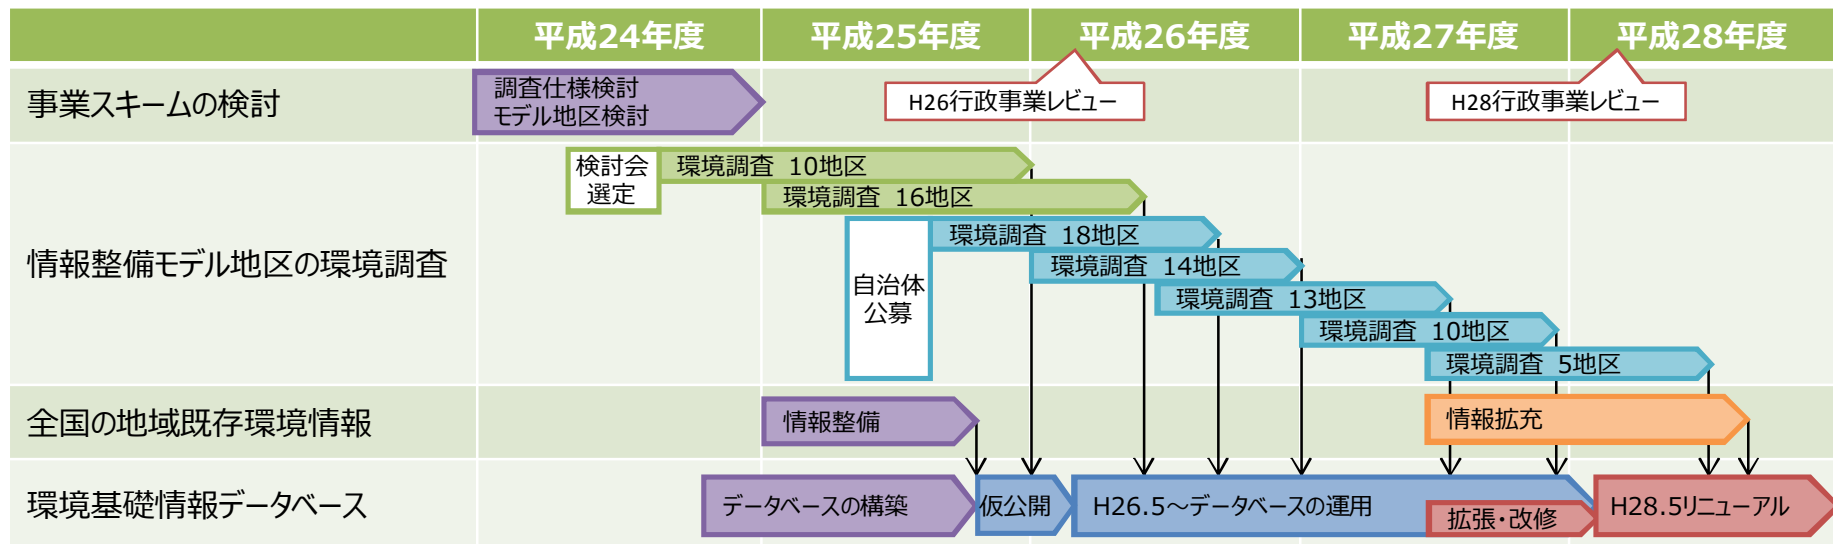 平成24年度
平成25年度
平成26年度
平成27年度
平成28年度
事業スキームの検討
調査仕様検討
モデル地区検討
H26行政事業レビュー
H28行政事業レビュー
情報整備モデル地区の環境調査
検討会
選定
環境調査 10地区
環境調査 16地区
自治体
公募
環境調査 18地区
環境調査 14地区
環境調査 13地区
環境調査 10地区
環境調査 5地区
全国の地域既存環境情報
情報整備
情報拡充
環境基礎情報データベース
データベースの構築
仮公開
H26.5～データベースの運用
拡張・改修
H28.5リニューアル